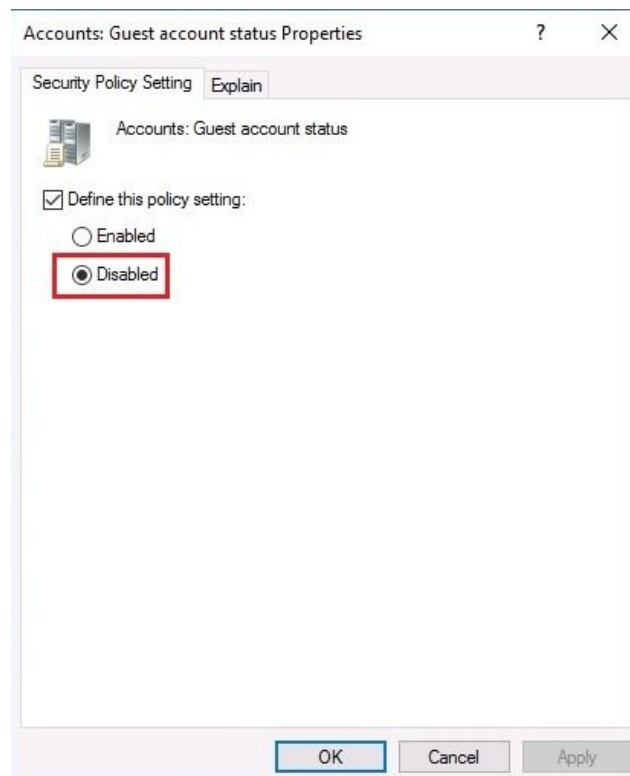 Accounts: Guest account status Properties ? ×
Security Policy Setting Explain
Accounts: Guest account status
Define this policy setting:
Enabled
Disabled
OK Cancel Apply